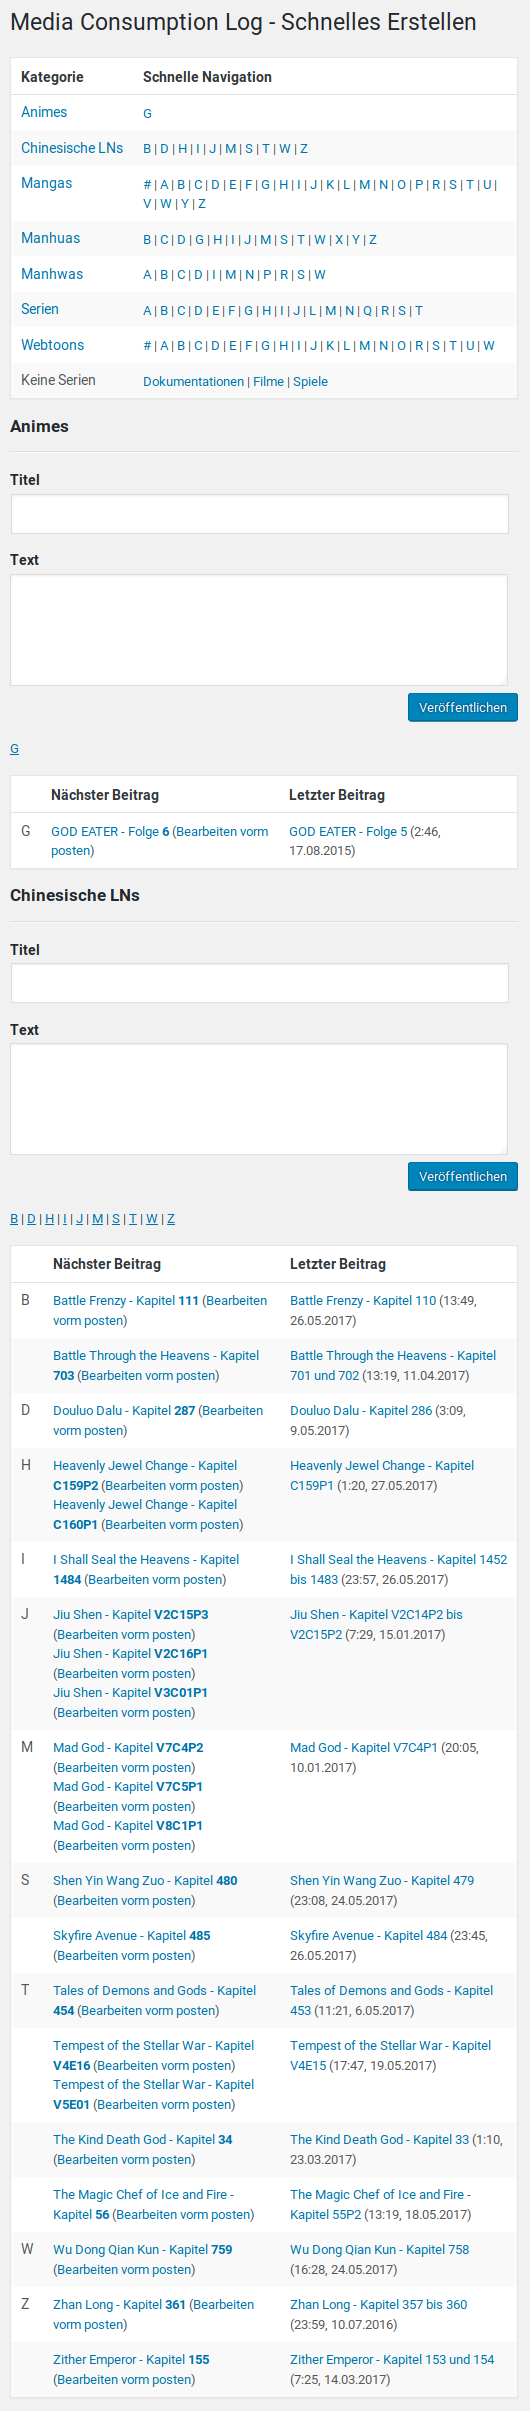 Media Consumption Log - Schnelles Erstellen
Kategorie Schnelle Navigation
Animes G
Chinesische LNs B | D | H | I | J | M | S | T | W | Z
Mangas # | A | B | C | D | E | F | G | H | I | J | K | L | M | N | O | P | R | S | T | U |
V | W | Y | Z
Manhuas B | C | D | G | H | I | J | M | S | T | W | X | Y | Z
Manhwas A | B | C | D | I | M | N | P | R | S | W
Serien A | B | C | D | E | F | G | H | I | J | L | M | N | Q | R | S | T
Webtoons # | A | B | C | D | E | F | G | H | I | J | K | L | M | N | O | R | S | T | U | W
Keine Serien Dokumentationen | Filme | Spiele
Animes
Titel
Text
Veröffentlichen
G
Nächster Beitrag Letzter Beitrag
G GOD EATER - Folge 6 (Bearbeiten vorm GOD EATER - Folge 5 (2:46,
posten) 17.08.2015)
Chinesische LNs
Titel
Text
Veröffentlichen
B | D | H | I | J | M | S | T | W | Z
Nächster Beitrag Letzter Beitrag
B Battle Frenzy - Kapitel 111 (Bearbeiten Battle Frenzy - Kapitel 110 (13:49,
vorm posten) 26.05.2017)
Battle Through the Heavens - Kapitel Battle Through the Heavens - Kapitel
703 (Bearbeiten vorm posten) 701 und 702 (13:19, 11.04.2017)
D Douluo Dalu - Kapitel 287 (Bearbeiten Douluo Dalu - Kapitel 286 (3:09,
vorm posten) 9.05.2017)
H Heavenly Jewel Change - Kapitel Heavenly Jewel Change - Kapitel
C159P2 (Bearbeiten vorm posten) C159P1 (1:20, 27.05.2017)
Heavenly Jewel Change - Kapitel
C160P1 (Bearbeiten vorm posten)
I I Shall Seal the Heavens - Kapitel I Shall Seal the Heavens - Kapitel 1452
1484 (Bearbeiten vorm posten) bis 1483 (23:57, 26.05.2017)
J Jiu Shen - Kapitel V2C15P3 Jiu Shen - Kapitel V2C14P2 bis
(Bearbeiten vorm posten) V2C15P2 (7:29, 15.01.2017)
Jiu Shen - Kapitel V2C16P1
(Bearbeiten vorm posten)
Jiu Shen - Kapitel V3C01P1
(Bearbeiten vorm posten)
M Mad God - Kapitel V7C4P2 Mad God - Kapitel V7C4P1 (20:05,
(Bearbeiten vorm posten) 10.01.2017)
Mad God - Kapitel V7C5P1
(Bearbeiten vorm posten)
Mad God - Kapitel V8C1P1
(Bearbeiten vorm posten)
S Shen Yin Wang Zuo - Kapitel 480 Shen Yin Wang Zuo - Kapitel 479
(Bearbeiten vorm posten) (23:08, 24.05.2017)
Skyfire Avenue - Kapitel 485 Skyfire Avenue - Kapitel 484 (23:45,
(Bearbeiten vorm posten) 26.05.2017)
T Tales of Demons and Gods - Kapitel Tales of Demons and Gods - Kapitel
454 (Bearbeiten vorm posten) 453 (11:21, 6.05.2017)
Tempest of the Stellar War - Kapitel Tempest of the Stellar War - Kapitel
V4E16 (Bearbeiten vorm posten) V4E15 (17:47, 19.05.2017)
Tempest of the Stellar War - Kapitel
V5E01 (Bearbeiten vorm posten)
The Kind Death God - Kapitel 34 The Kind Death God - Kapitel 33 (1:10,
(Bearbeiten vorm posten) 23.03.2017)
The Magic Chef of Ice and Fire - The Magic Chef of Ice and Fire -
Kapitel 56 (Bearbeiten vorm posten) Kapitel 55P2 (13:19, 18.05.2017)
W Wu Dong Qian Kun - Kapitel 759 Wu Dong Qian Kun - Kapitel 758
(Bearbeiten vorm posten) (16:28, 24.05.2017)
Z Zhan Long - Kapitel 361 (Bearbeiten Zhan Long - Kapitel 357 bis 360
vorm posten) (23:59, 10.07.2016)
Zither Emperor - Kapitel 155 Zither Emperor - Kapitel 153 und 154
(Bearbeiten vorm posten) (7:25, 14.03.2017)